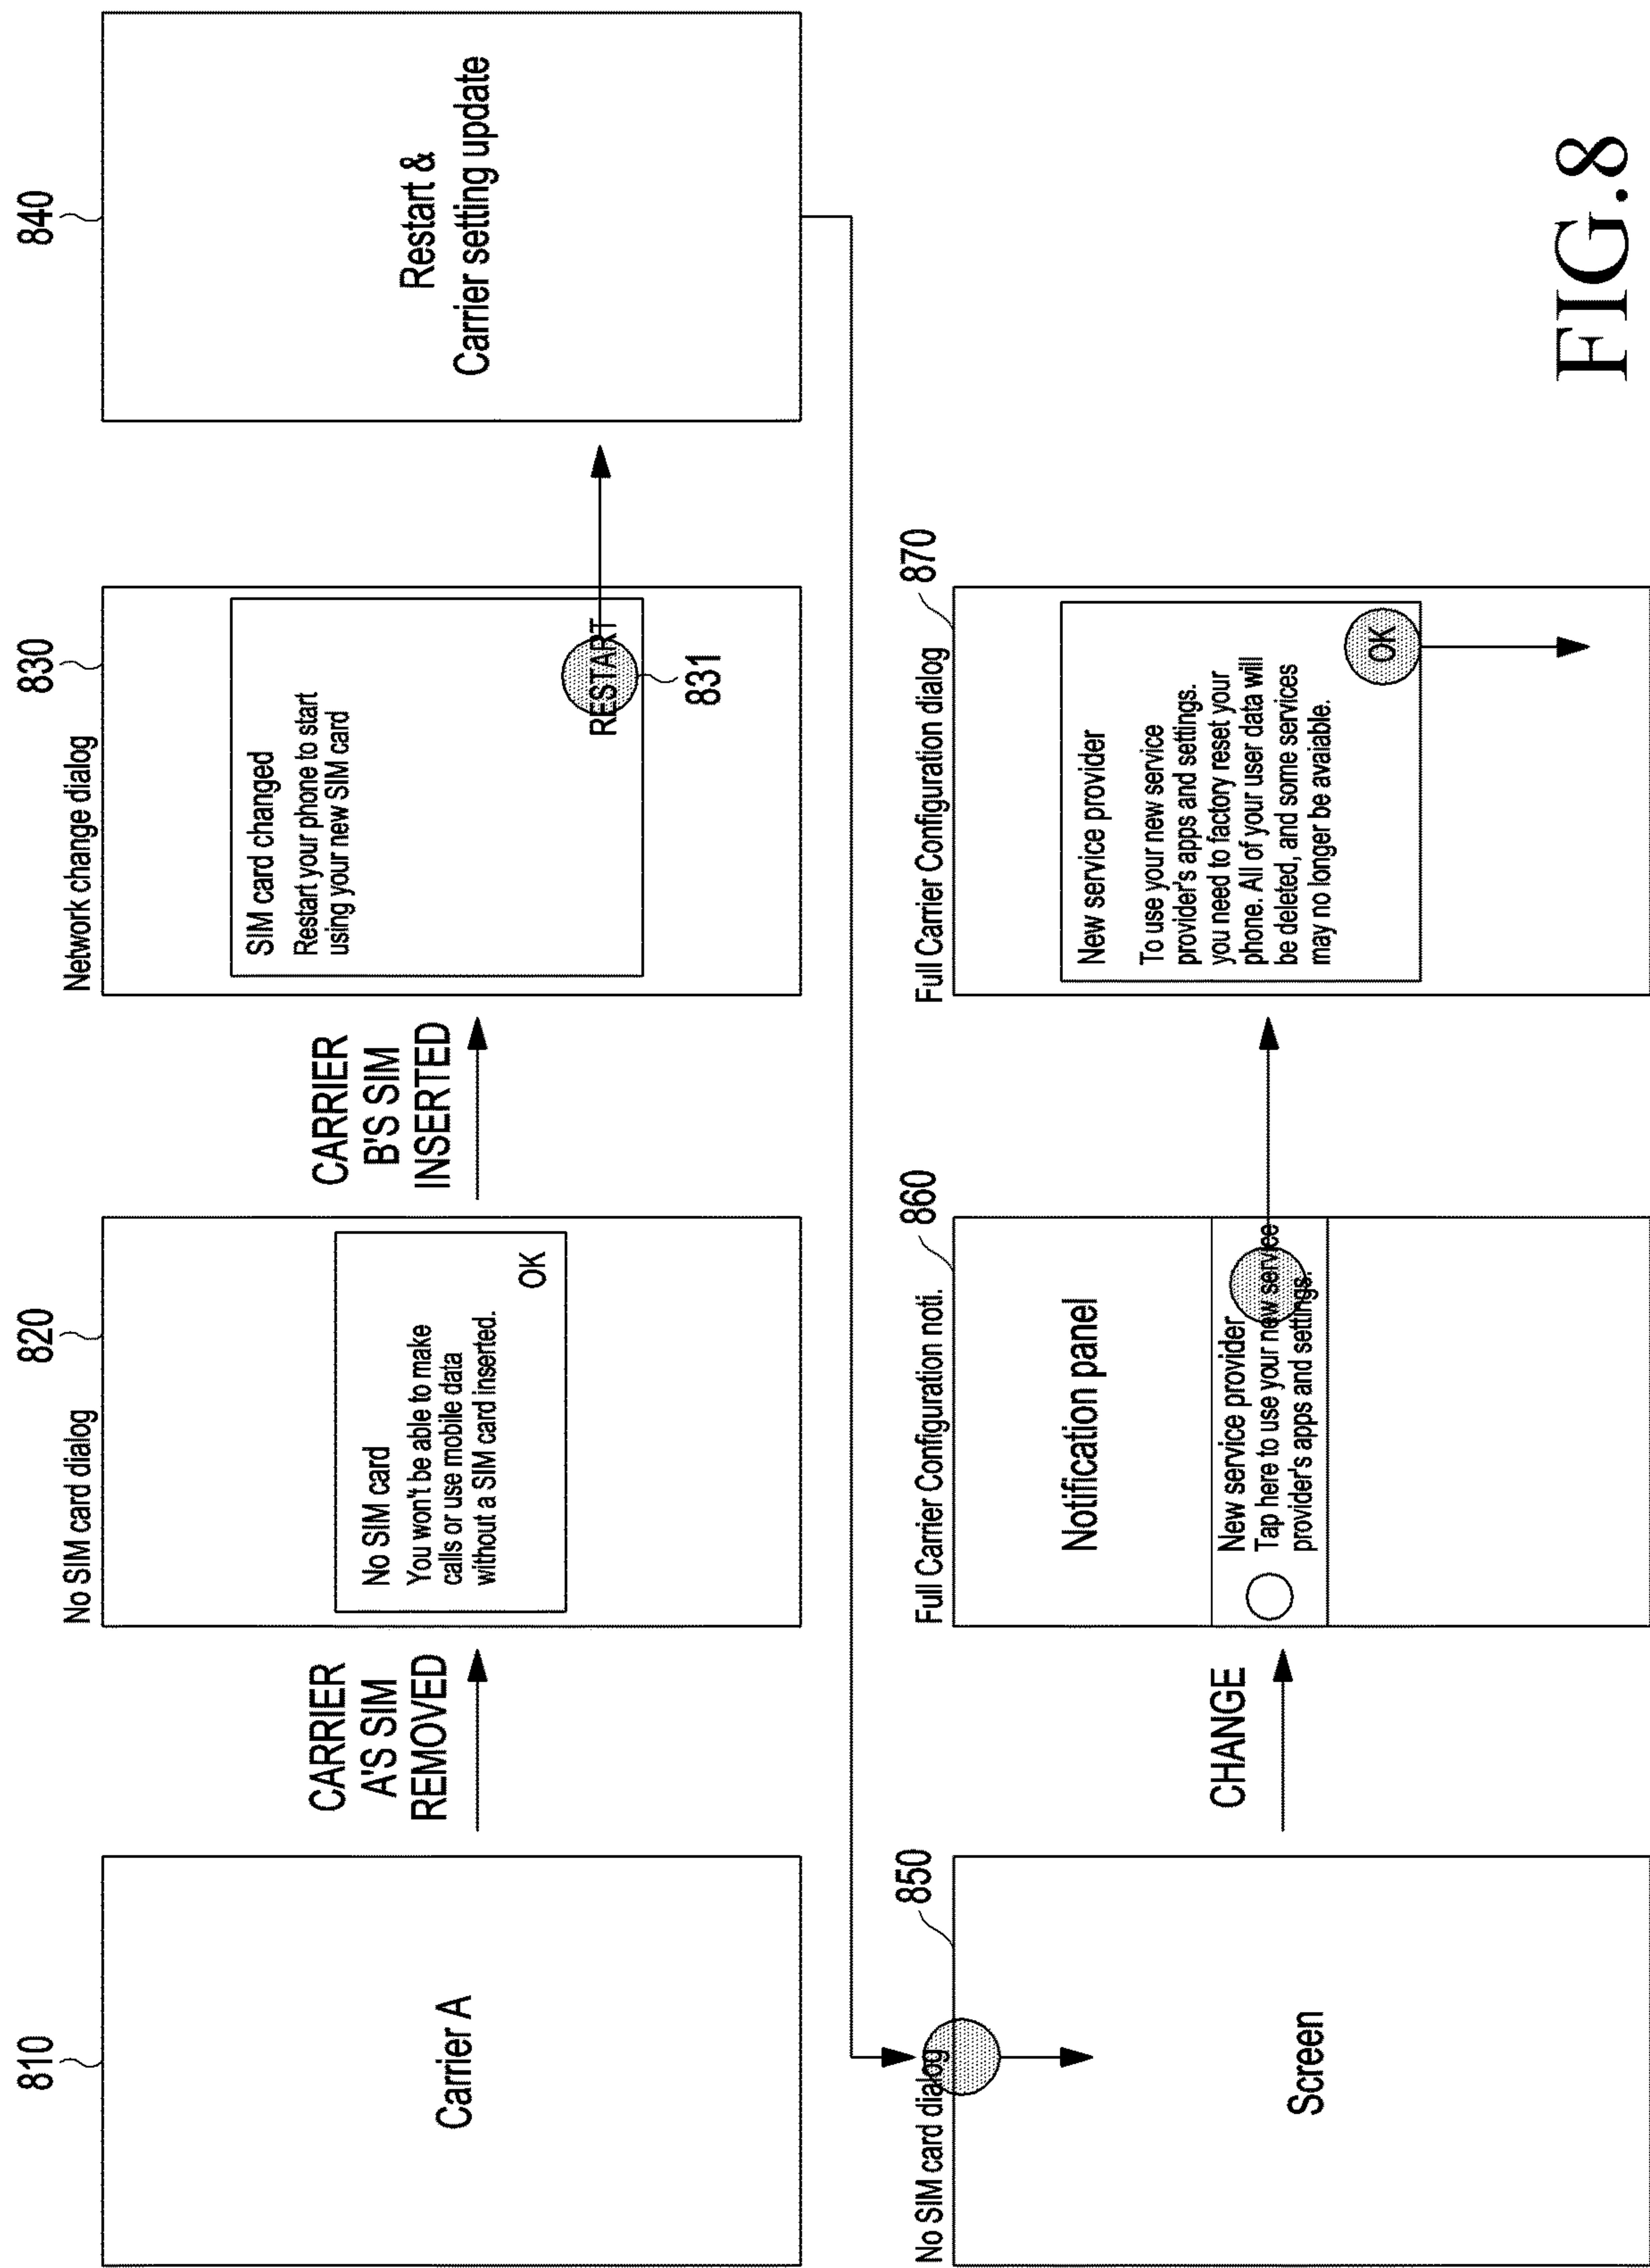 810
Carrier A
CARRIER
A'S SIM
REMOVED
820
No SIM card dialog
No SIM card
You won't be able to make
calls or use mobile data
without a SIM card inserted.
OK
CARRIER
B'S SIM
INSERTED
830
Network change dialog
SIM card changed
Restart your phone to start
using your new SIM card
RESTART
831
840
Restart &
Carrier setting update
850
No SIM card dialog
Screen
CHANGE
860
Full Carrier Configuration noti.
Notification panel
New service provider
Tap here to use your new service
provider's apps and settings.
870
Full Carrier Configuration dialog
New service provider
To use your new service
provider's apps and settings.
you need to factory reset your
phone. All of your user data will
be deleted, and some services
may no longer be avaiable.
OK
FIG.8